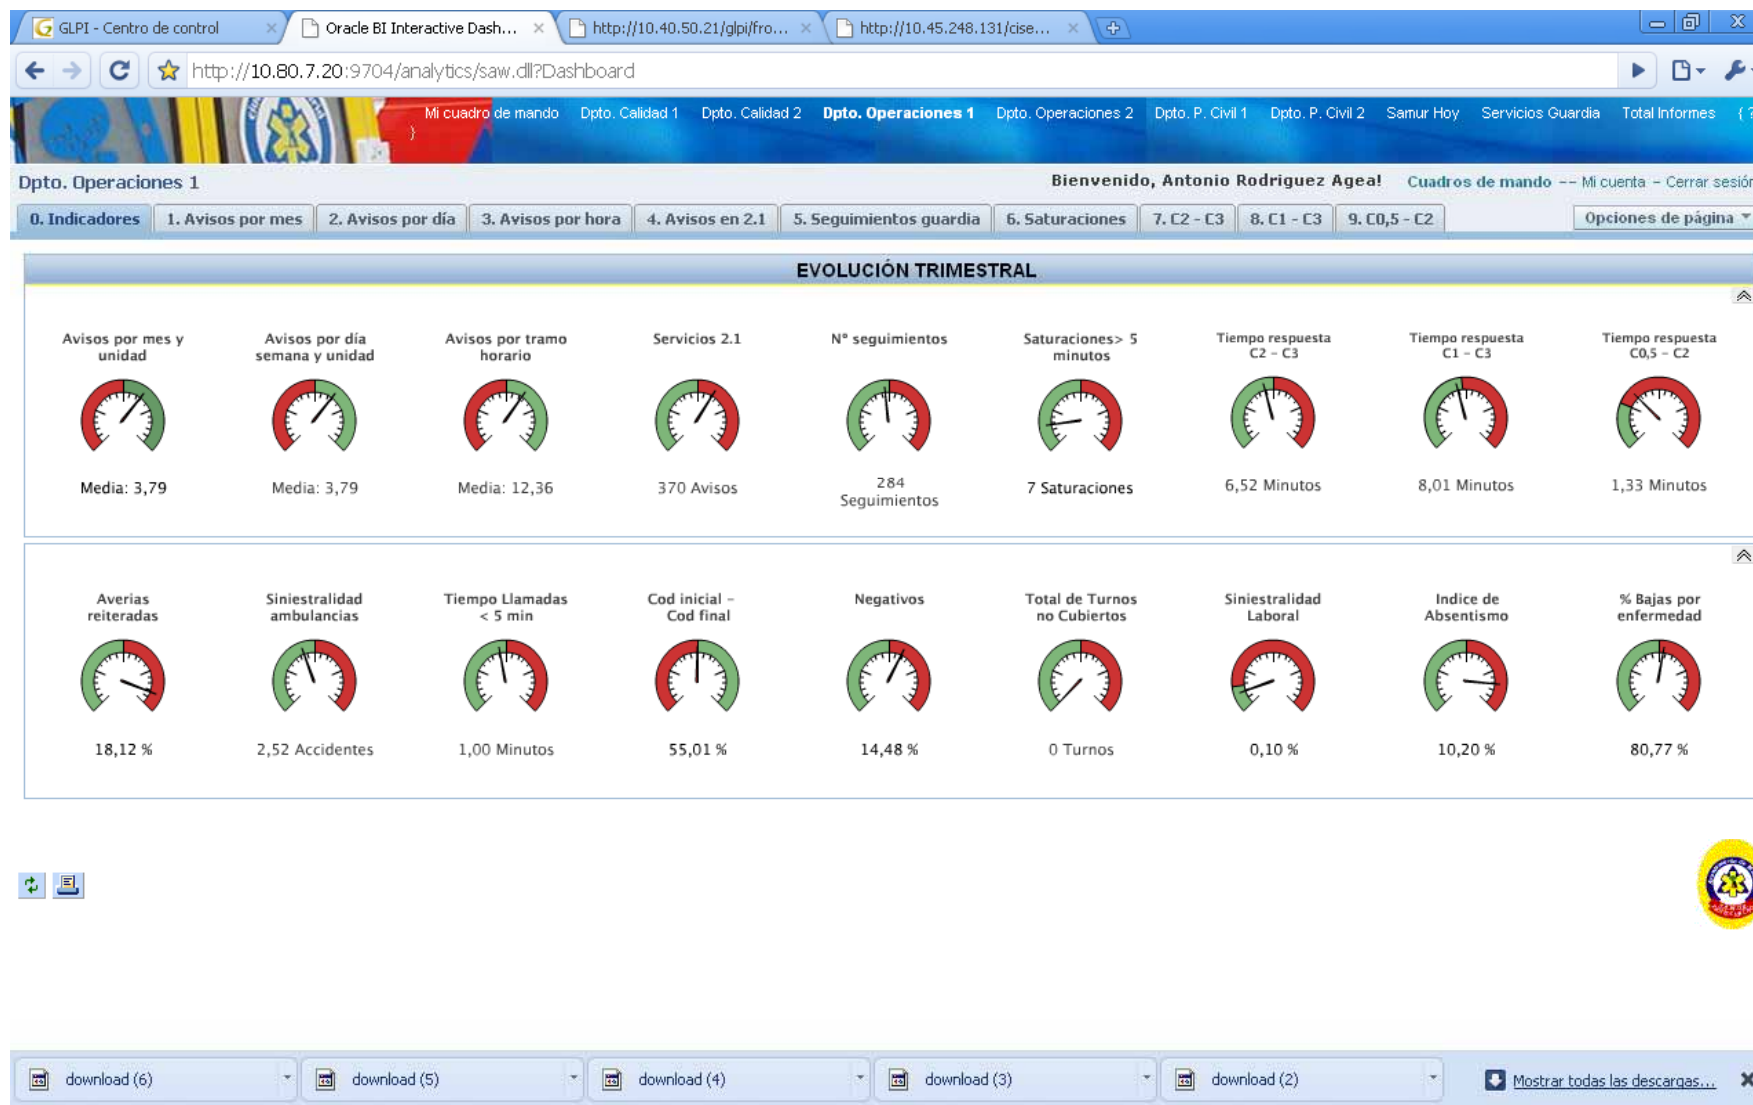 GLPI - Centro de control
Oracle BI Interactive Dash...
http://10.40.50.21/glpi/fro...
http://10.45.248.131/cise...
http://10.80.7.20:9704/analytics/saw.dll?Dashboard
Mi cuadro de mando Dpto. Calidad 1 Dpto. Calidad 2 Dpto. Operaciones 1 Dpto. Operaciones 2 Dpto. P. Civil 1 Dpto. P. Civil 2 Samur Hoy Servicios Guardia Total Informes { ?
}
Dpto. Operaciones 1
Bienvenido, Antonio Rodriguez Agea! Cuadros de mando -- Mi cuenta - Cerrar sesión
0. Indicadores 1. Avisos por mes 2. Avisos por día 3. Avisos por hora 4. Avisos en 2.1 5. Seguimientos guardia 6. Saturaciones 7. C2 - C3 8. C1 - C3 9. C0,5 - C2 Opciones de página
EVOLUCIÓN TRIMESTRAL
Avisos por mes y
unidad
Media: 3,79
Avisos por día
semana y unidad
Media: 3,79
Avisos por tramo
horario
Media: 12,36
Servicios 2.1
370 Avisos
Nº seguimientos
284
Seguimientos
Saturaciones> 5
minutos
7 Saturaciones
Tiempo respuesta
C2 - C3
6,52 Minutos
Tiempo respuesta
C1 - C3
8,01 Minutos
Tiempo respuesta
C0,5 - C2
1,33 Minutos
Averias
reiteradas
18,12 %
Siniestralidad
ambulancias
2,52 Accidentes
Tiempo Llamadas
< 5 min
1,00 Minutos
Cod inicial -
Cod final
55,01 %
Negativos
14,48 %
Total de Turnos
no Cubiertos
0 Turnos
Siniestralidad
Laboral
0,10 %
Indice de
Absentismo
10,20 %
% Bajas por
enfermedad
80,77 %
download (6)
download (5)
download (4)
download (3)
download (2)
Mostrar todas las descargas...